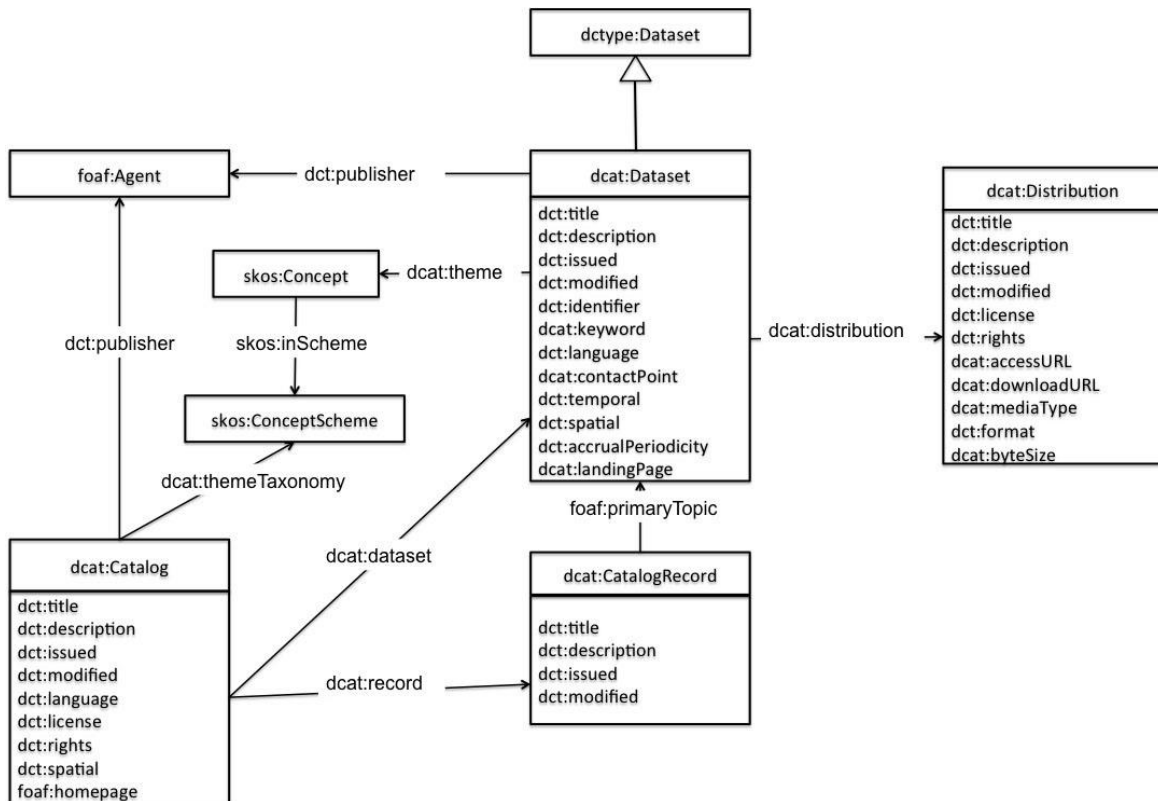 dctype:Dataset
foaf:Agent
dct:publisher
dcat:Dataset
dct:title
dct:description
dct:issued
dct:modified
dct:identifier
dcat:keyword
dct:language
dcat:contactPoint
dct:temporal
dct:spatial
dct:accrualPeriodicity
dcat:landingPage
dcat:Distribution
dct:title
dct:description
dct:issued
dct:modified
dct:license
dct:rights
dcat:accessURL
dcat:downloadURL
dcat:mediaType
dct:format
dcat:byteSize
skos:Concept
dcat:theme
dcat:distribution
dct:publisher
skos:inScheme
skos:ConceptScheme
dcat:themeTaxonomy
foaf:primaryTopic
dcat:dataset
dcat:Catalog
dct:title
dct:description
dct:issued
dct:modified
dct:language
dct:license
dct:rights
dct:spatial
foaf:homepage
dcat:record
dcat:CatalogRecord
dct:title
dct:description
dct:issued
dct:modified